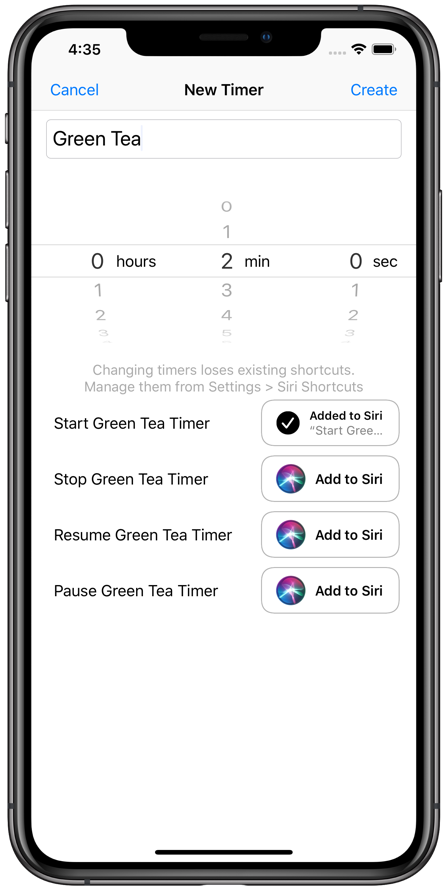 4:35
Cancel New Timer Create
Green Tea
0
1
0 hours 2 min 0 sec
1 3 1
2 4 2
3 5 3
Changing timers loses existing shortcuts.
Manage them from Settings > Siri Shortcuts
Start Green Tea Timer
Added to Siri
“Start Gree...
Stop Green Tea Timer Add to Siri
Resume Green Tea Timer Add to Siri
Pause Green Tea Timer Add to Siri